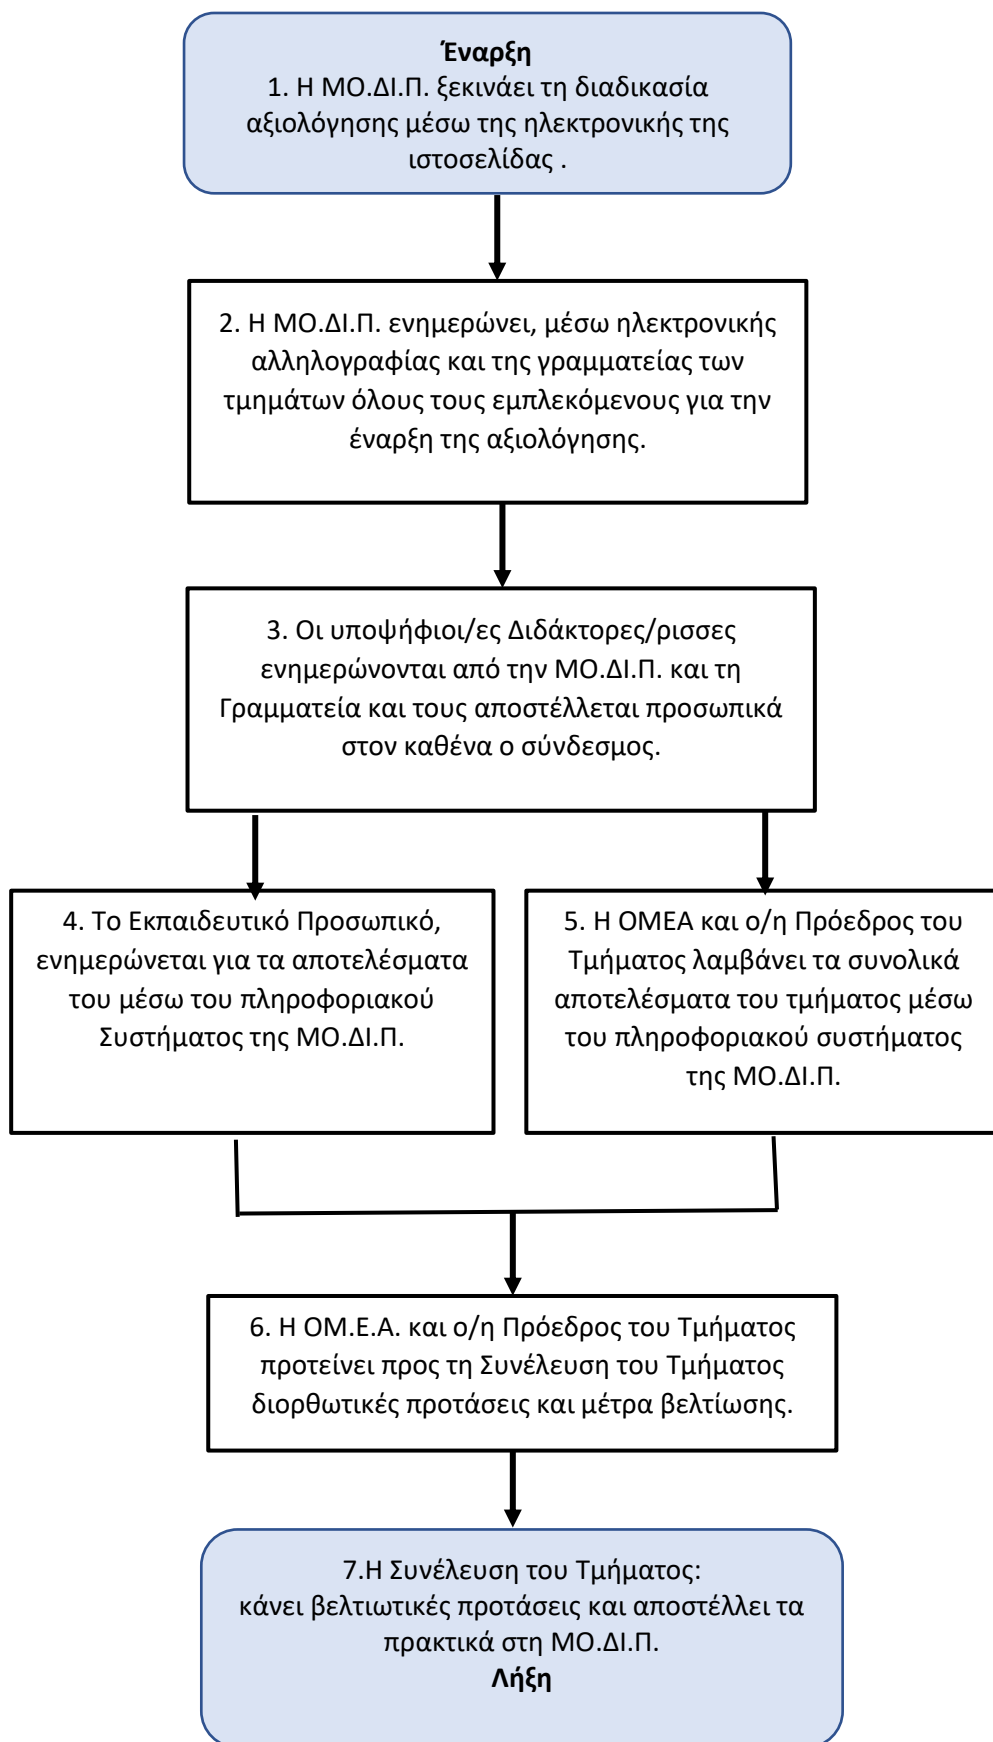 Έναρξη
1. Η ΜΟ.ΔΙ.Π. ξεκινάει τη διαδικασία
αξιολόγησης μέσω της ηλεκτρονικής της
ιστοσελίδας .
2. Η ΜΟ.ΔΙ.Π. ενημερώνει, μέσω ηλεκτρονικής
αλληλογραφίας και της γραμματείας των
τμημάτων όλους τους εμπλεκόμενους για την
έναρξη της αξιολόγησης.
3. Οι υποψήφιοι/ες Διδάκτορες/ρισσες
ενημερώνονται από την ΜΟ.ΔΙ.Π. και τη
Γραμματεία και τους αποστέλλεται προσωπικά
στον καθένα ο σύνδεσμος.
4. Το Εκπαιδευτικό Προσωπικό,
ενημερώνεται για τα αποτελέσματα
του μέσω του πληροφοριακού
Συστήματος της ΜΟ.ΔΙ.Π.
5. Η ΟΜΕΑ και ο/η Πρόεδρος του
Τμήματος λαμβάνει τα συνολικά
αποτελέσματα του τμήματος μέσω
του πληροφοριακού συστήματος
της ΜΟ.ΔΙ.Π.
6. Η ΟΜ.Ε.Α. και ο/η Πρόεδρος του Τμήματος
προτείνει προς τη Συνέλευση του Τμήματος
διορθωτικές προτάσεις και μέτρα βελτίωσης.
7.Η Συνέλευση του Τμήματος:
κάνει βελτιωτικές προτάσεις και αποστέλλει τα
πρακτικά στη ΜΟ.ΔΙ.Π.
Λήξη